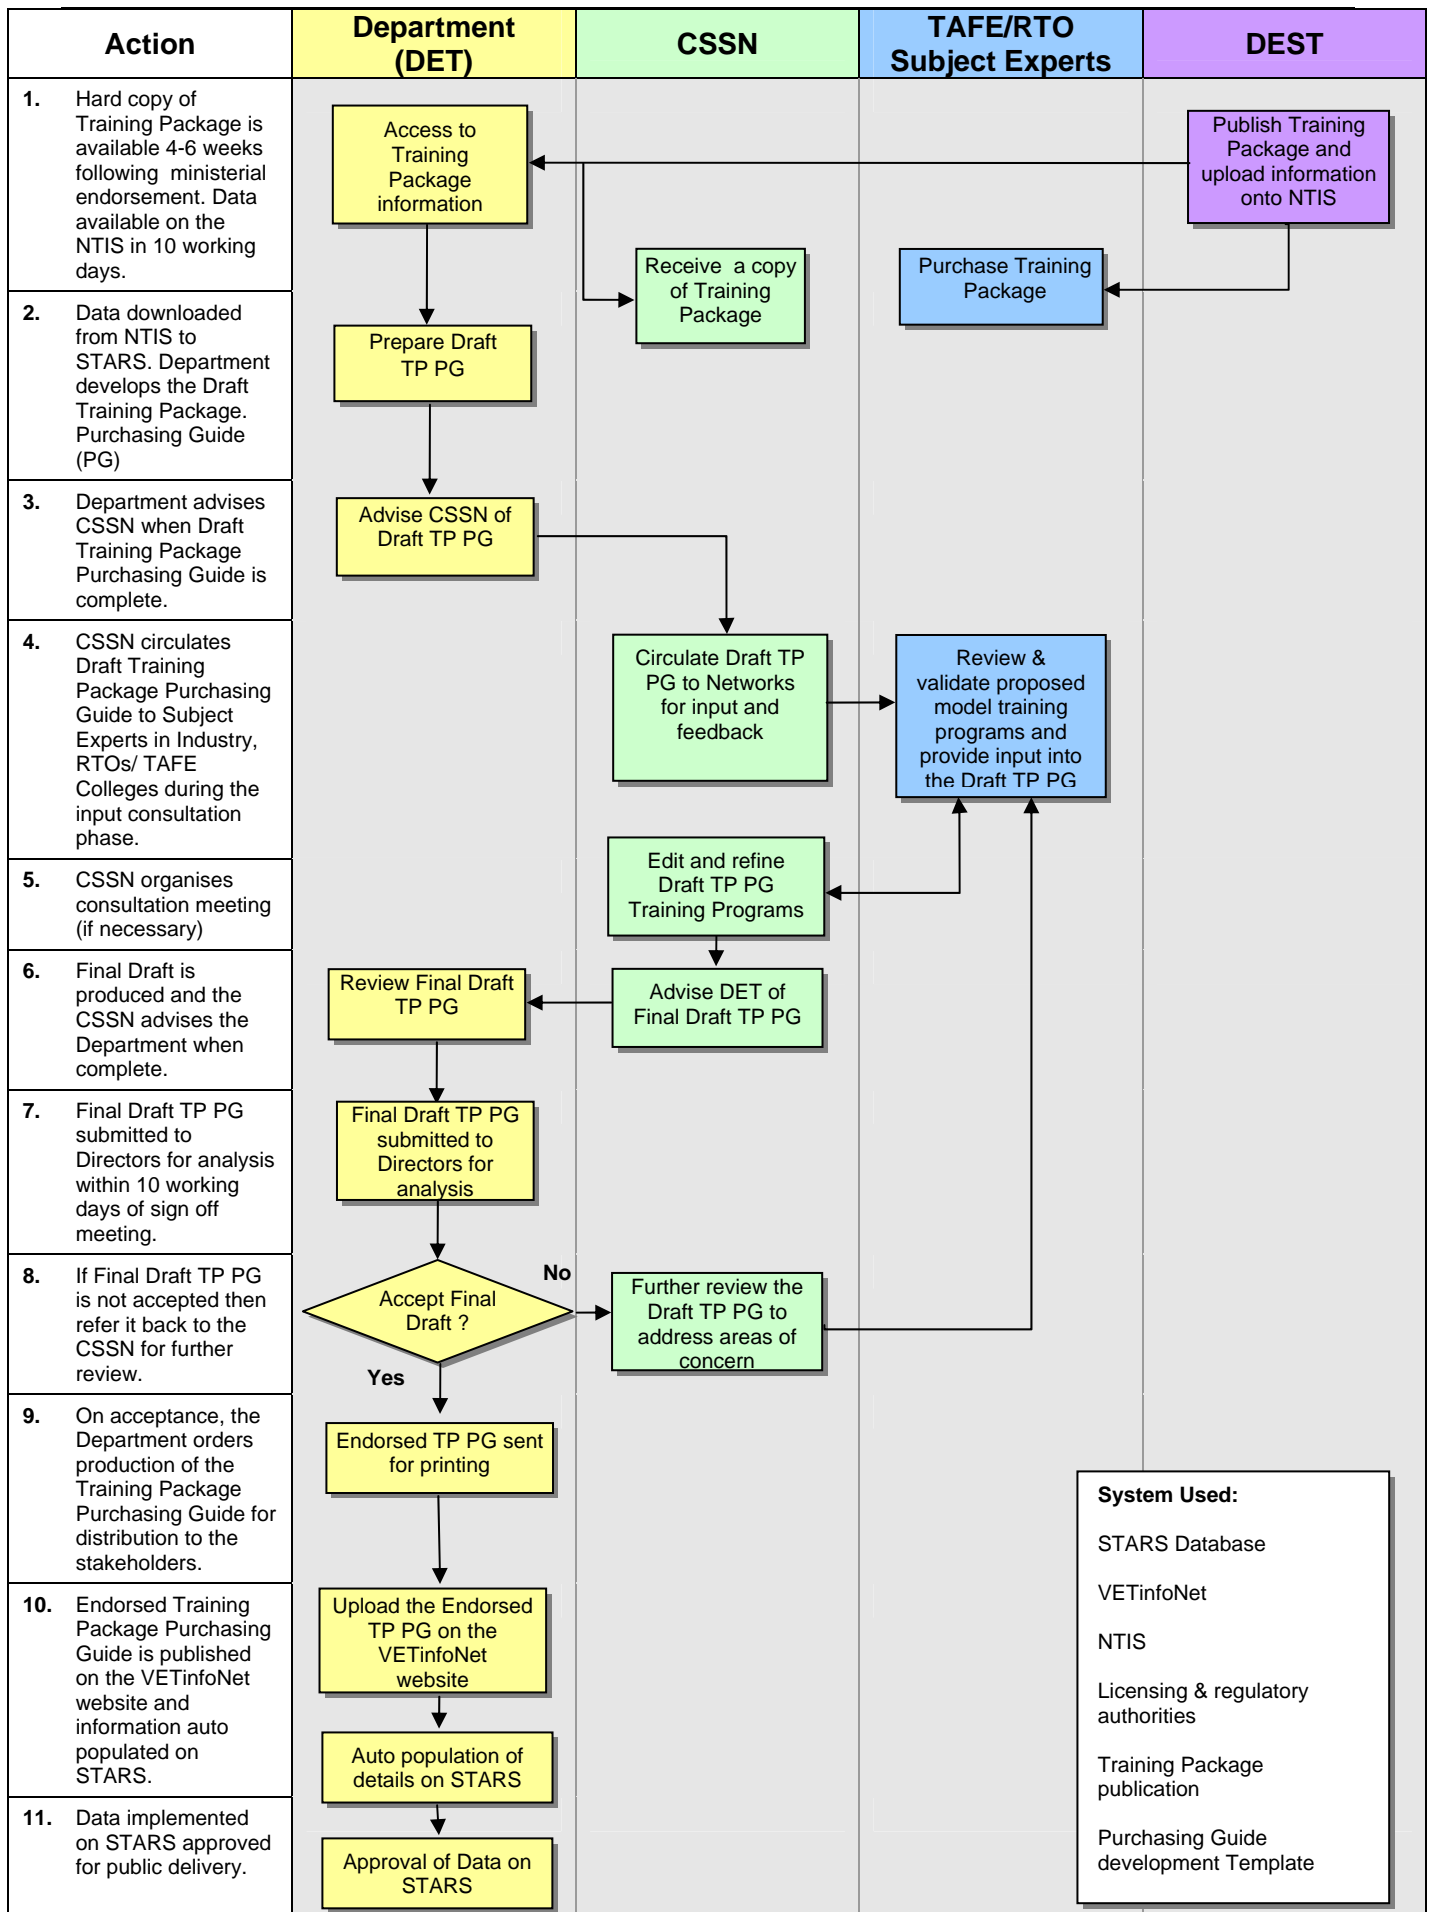 Action
Department
(DET)
CSSN
TAFE/RTO
Subject Experts
DEST
1. Hard copy of
Training Package is
available 4-6 weeks
following ministerial
endorsement. Data
available on the
NTIS in 10 working
days.
Access to
Training
Package
information
Publish Training
Package and
upload information
onto NTIS
Receive a copy
of Training
Package
Purchase Training
Package
2. Data downloaded
from NTIS to
STARS. Department
develops the Draft
Training Package.
Purchasing Guide
(PG)
Prepare Draft
TP PG
3. Department advises
CSSN when Draft
Training Package
Purchasing Guide is
complete.
Advise CSSN of
Draft TP PG
4. CSSN circulates
Draft Training
Package Purchasing
Guide to Subject
Experts in Industry,
RTOs/ TAFE
Colleges during the
input consultation
phase.
Circulate Draft TP
PG to Networks
for input and
feedback
Review &
validate proposed
model training
programs and
provide input into
the Draft TP PG
5. CSSN organises
consultation meeting
(if necessary)
Edit and refine
Draft TP PG
Training Programs
6. Final Draft is
produced and the
CSSN advises the
Department when
complete.
Review Final Draft
TP PG
Advise DET of
Final Draft TP PG
7. Final Draft TP PG
submitted to
Directors for analysis
within 10 working
days of sign off
meeting.
Final Draft TP PG
submitted to
Directors for
analysis
8. If Final Draft TP PG
is not accepted then
refer it back to the
CSSN for further
review.
Accept Final
Draft ?
No
Yes
Further review the
Draft TP PG to
address areas of
concern
9. On acceptance, the
Department orders
production of the
Training Package
Purchasing Guide for
distribution to the
stakeholders.
Endorsed TP PG sent
for printing
10. Endorsed Training
Package Purchasing
Guide is published
on the VETinfoNet
website and
information auto
populated on
STARS.
Upload the Endorsed
TP PG on the
VETinfoNet
website
Auto population of
details on STARS
11. Data implemented
on STARS approved
for public delivery.
Approval of Data on
STARS
System Used:
STARS Database
VETinfoNet
NTIS
Licensing & regulatory
authorities
Training Package
publication
Purchasing Guide
development Template